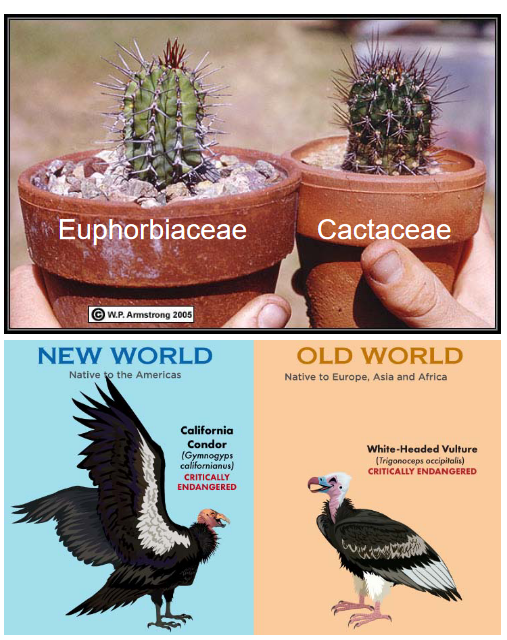 Euphorbiaceae
Cactaceae
© W.P. Armstrong 2005
NEW WORLD
Native to the Americas
California
Condor
(Gymnogyps
californianus)
CRITICALLY
ENDANGERED
OLD WORLD
Native to Europe, Asia and Africa
White-Headed Vulture
(Trigonoceps occipitalis)
CRITICALLY ENDANGERED